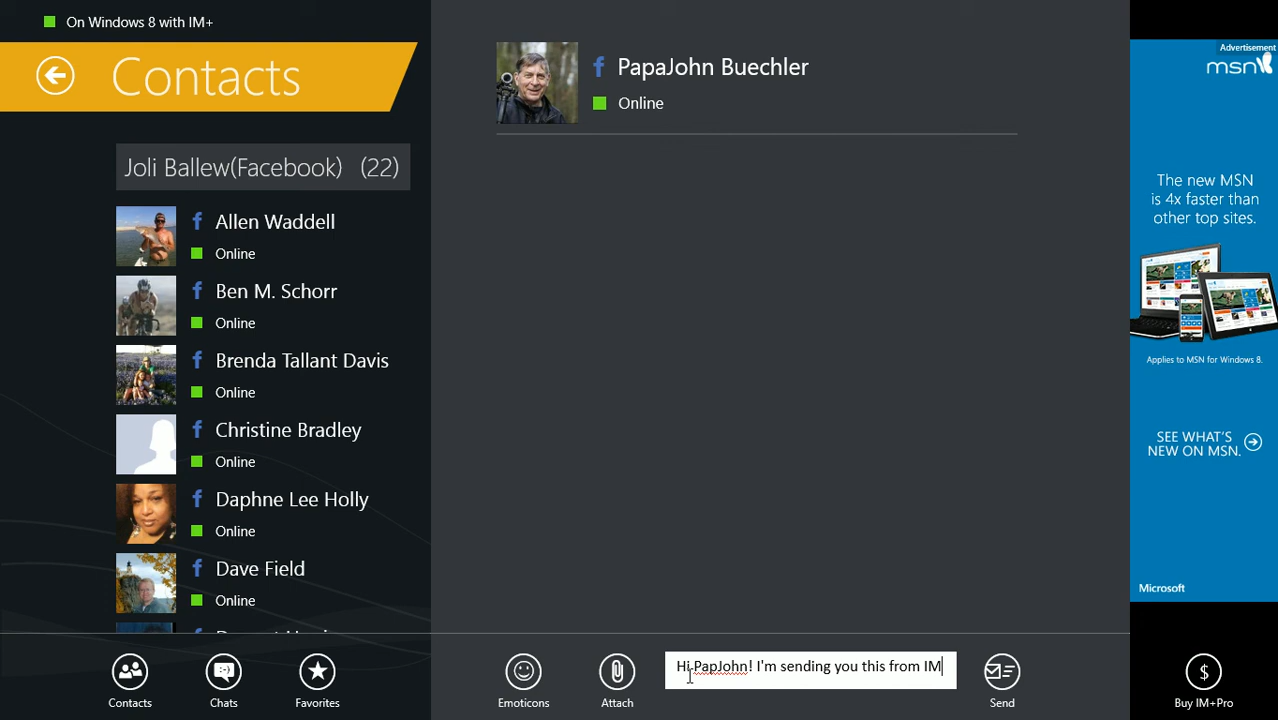 On Windows 8 with IM+
Contacts
Joli Ballew(Facebook) (22)
Allen Waddell
Online
Ben M. Schorr
Online
Brenda Tallant Davis
Online
Christine Bradley
Online
Daphne Lee Holly
Online
Dave Field
Online
PapaJohn Buechler
Online
Hi PapJohn! I'm sending you this from IM
Contacts
Chats
Favorites
Emoticons
Attach
Send
Advertisement
msn
The new MSN
is 4x faster than
other top sites.
Applies to MSN for Windows 8.
SEE WHAT'S
NEW ON MSN.
Microsoft
$
Buy IM+Pro